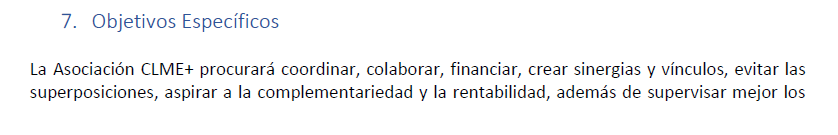 7. Objetivos Específicos
La Asociación CLME+ procurará coordinar, colaborar, financiar, crear sinergias y vínculos, evitar las
superposiciones, aspirar a la complementariedad y la rentabilidad, además de supervisar mejor los